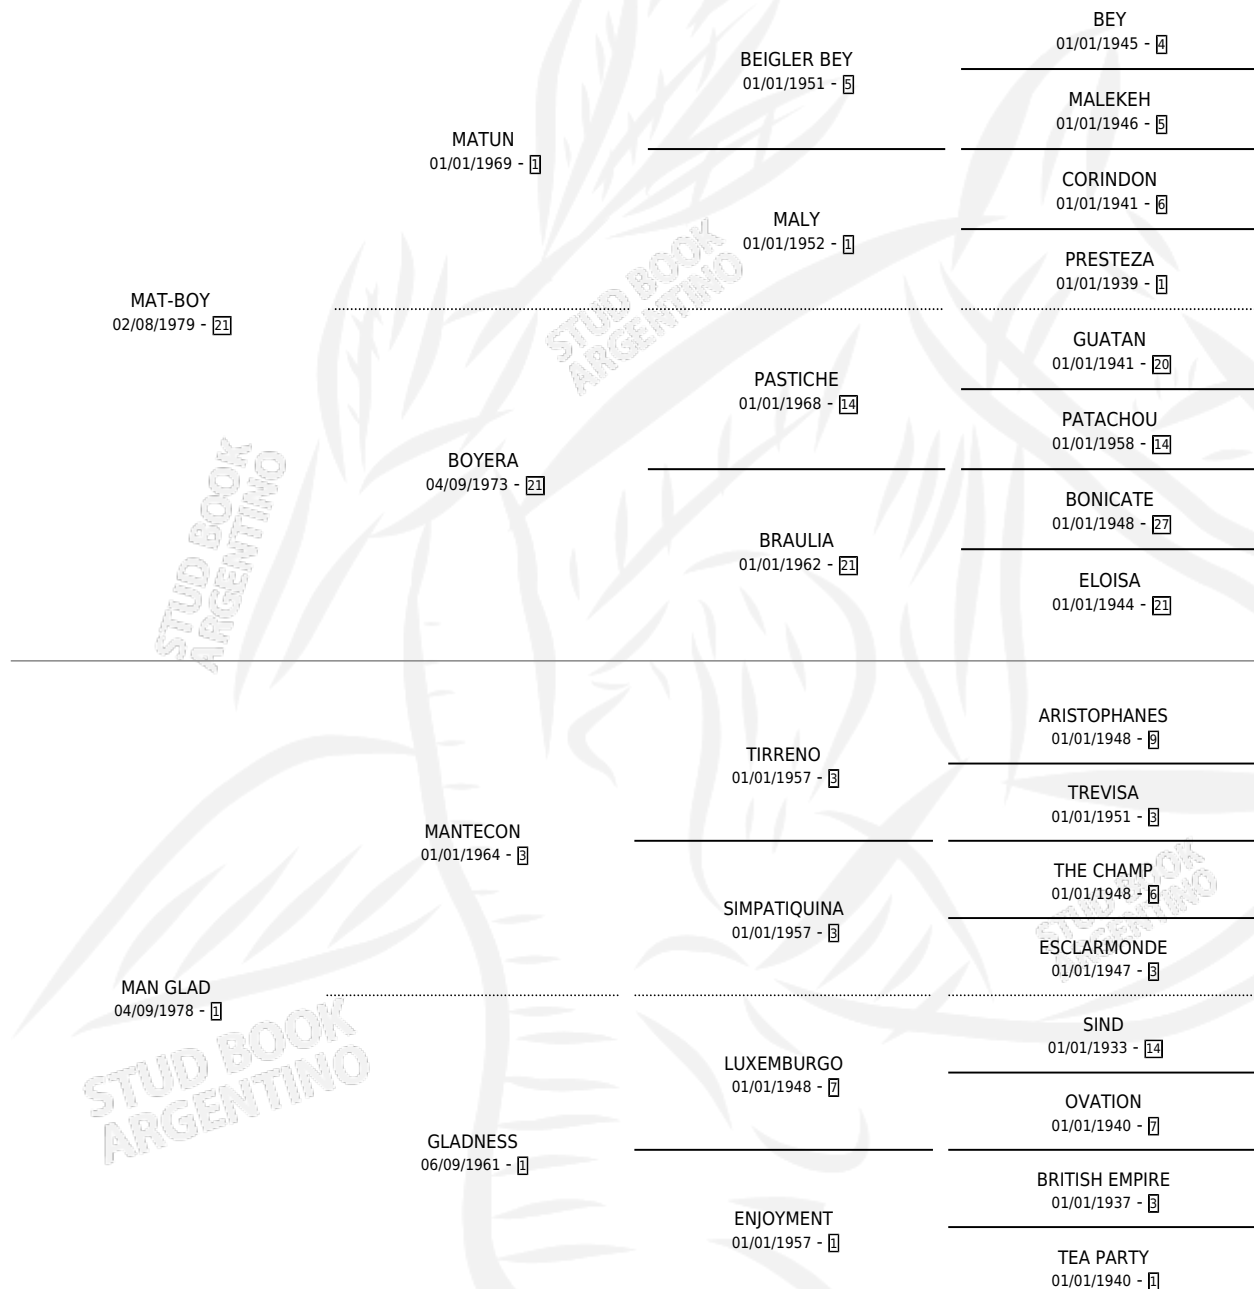 BEY
01/01/1945 - 4
BEIGLER BEY
01/01/1951 - 5
MALEKEH
01/01/1946 - 5
MATUN
01/01/1969 - 1
CORINDON
01/01/1941 - 6
MALY
01/01/1952 - 1
PRESTEZA
01/01/1939 - 1
MAT-BOY
02/08/1979 - 21
GUATAN
01/01/1941 - 20
PASTICHE
01/01/1968 - 14
PATACHOU
01/01/1958 - 14
BOYERA
04/09/1973 - 21
BONICATE
01/01/1948 - 27
BRAULIA
01/01/1962 - 21
ELOISA
01/01/1944 - 21
STUD BOOK
ARGENTINO
STUD BOOK
ARGENTINO
ARISTOPHANES
01/01/1948 - 9
TIRRENO
01/01/1957 - 3
TREVISA
01/01/1951 - 3
MANTECON
01/01/1964 - 3
THE CHAMP
01/01/1948 - 6
SIMPATIQUINA
01/01/1957 - 3
ESCLARMONDE
01/01/1947 - 3
MAN GLAD
04/09/1978 - 1
SIND
01/01/1933 - 14
LUXEMBURGO
01/01/1948 - 7
OVATION
01/01/1940 - 7
GLADNESS
06/09/1961 - 1
BRITISH EMPIRE
01/01/1937 - 3
ENJOYMENT
01/01/1957 - 1
TEA PARTY
01/01/1940 - 1
STUD BOOK
ARGENTINO
STUD BOOK
ARGENTINO